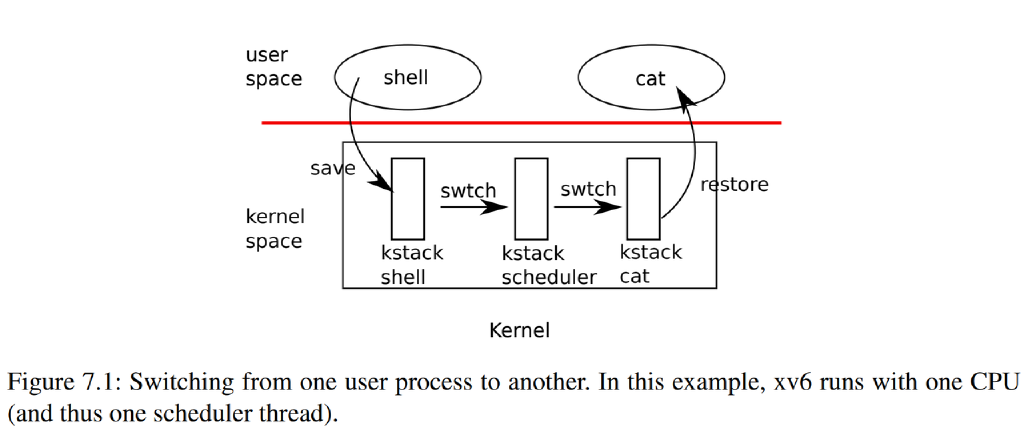 user
space
shell
cat
save
swtch
swtch
restore
kernel
space
kstack
shell
kstack
scheduler
kstack
cat
Kernel
Figure 7.1: Switching from one user process to another. In this example, xv6 runs with one CPU
(and thus one scheduler thread).